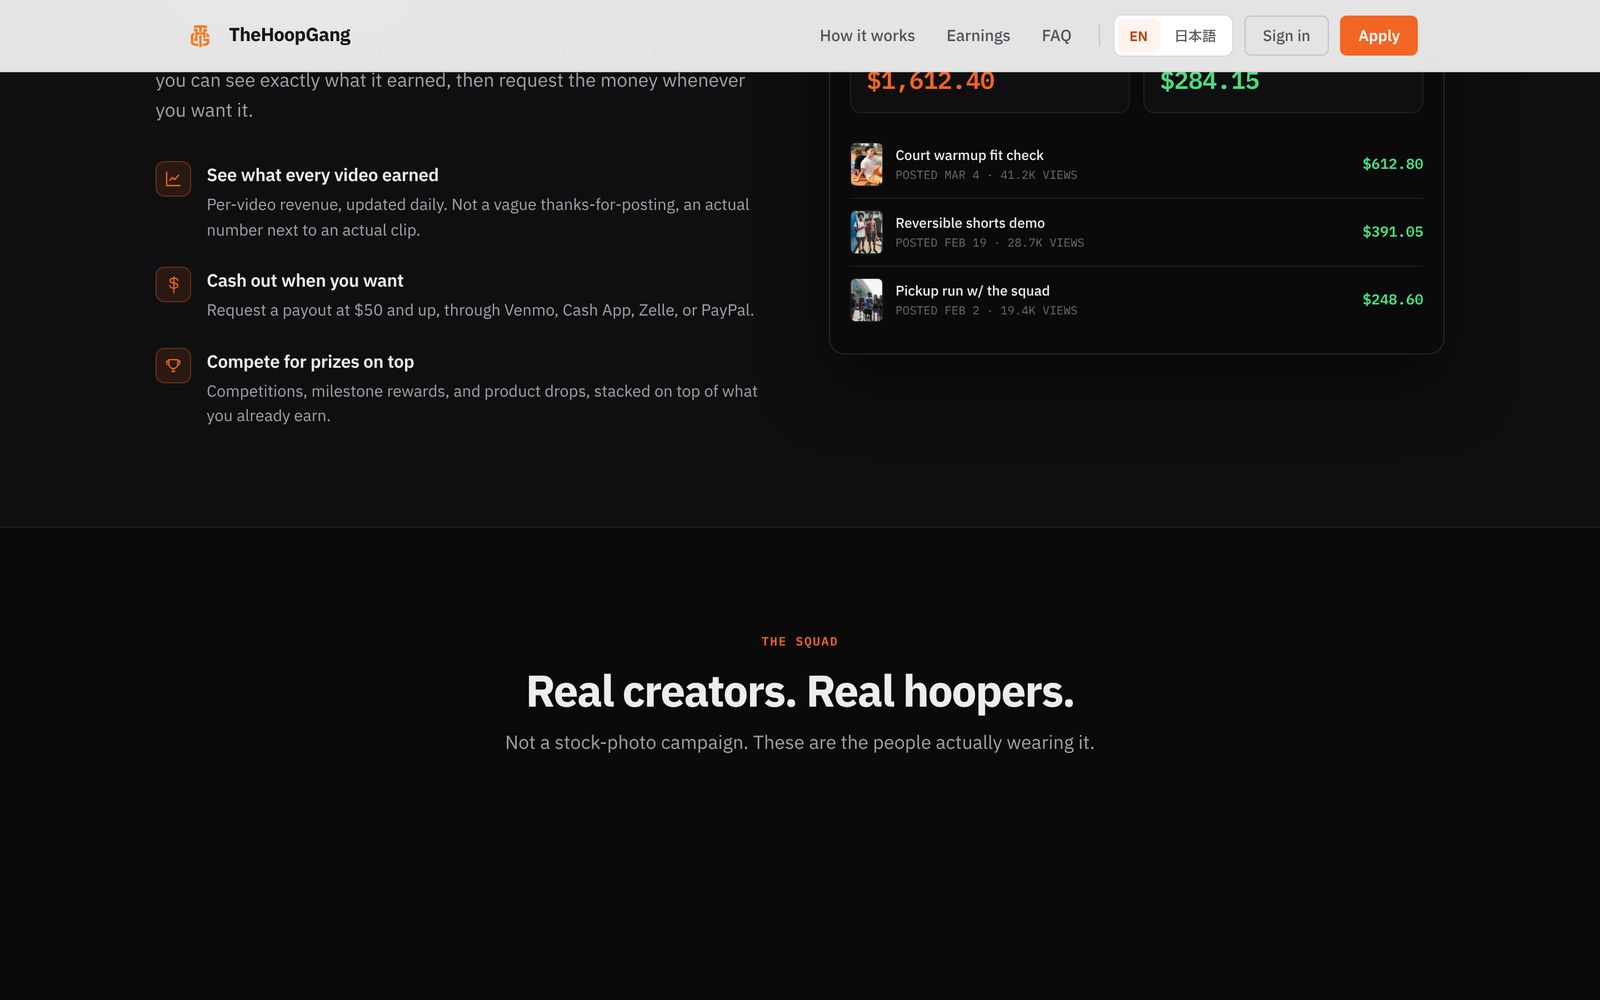 TheHoopGang
How it works
Earnings
FAQ
EN
日本語
Sign in
Apply
you can see exactly what it earned, then request the money whenever
you want it.
See what every video earned
Per-video revenue, updated daily. Not a vague thanks-for-posting, an actual
number next to an actual clip.
Cash out when you want
Request a payout at $50 and up, through Venmo, Cash App, Zelle, or PayPal.
Compete for prizes on top
Competitions, milestone rewards, and product drops, stacked on top of what
you already earn.
$1,612.40
$284.15
Court warmup fit check
POSTED MAR 4 · 41.2K VIEWS
$612.80
Reversible shorts demo
POSTED FEB 19 · 28.7K VIEWS
$391.05
Pickup run w/ the squad
POSTED FEB 2 · 19.4K VIEWS
$248.60
THE SQUAD
Real creators. Real hoopers.
Not a stock-photo campaign. These are the people actually wearing it.